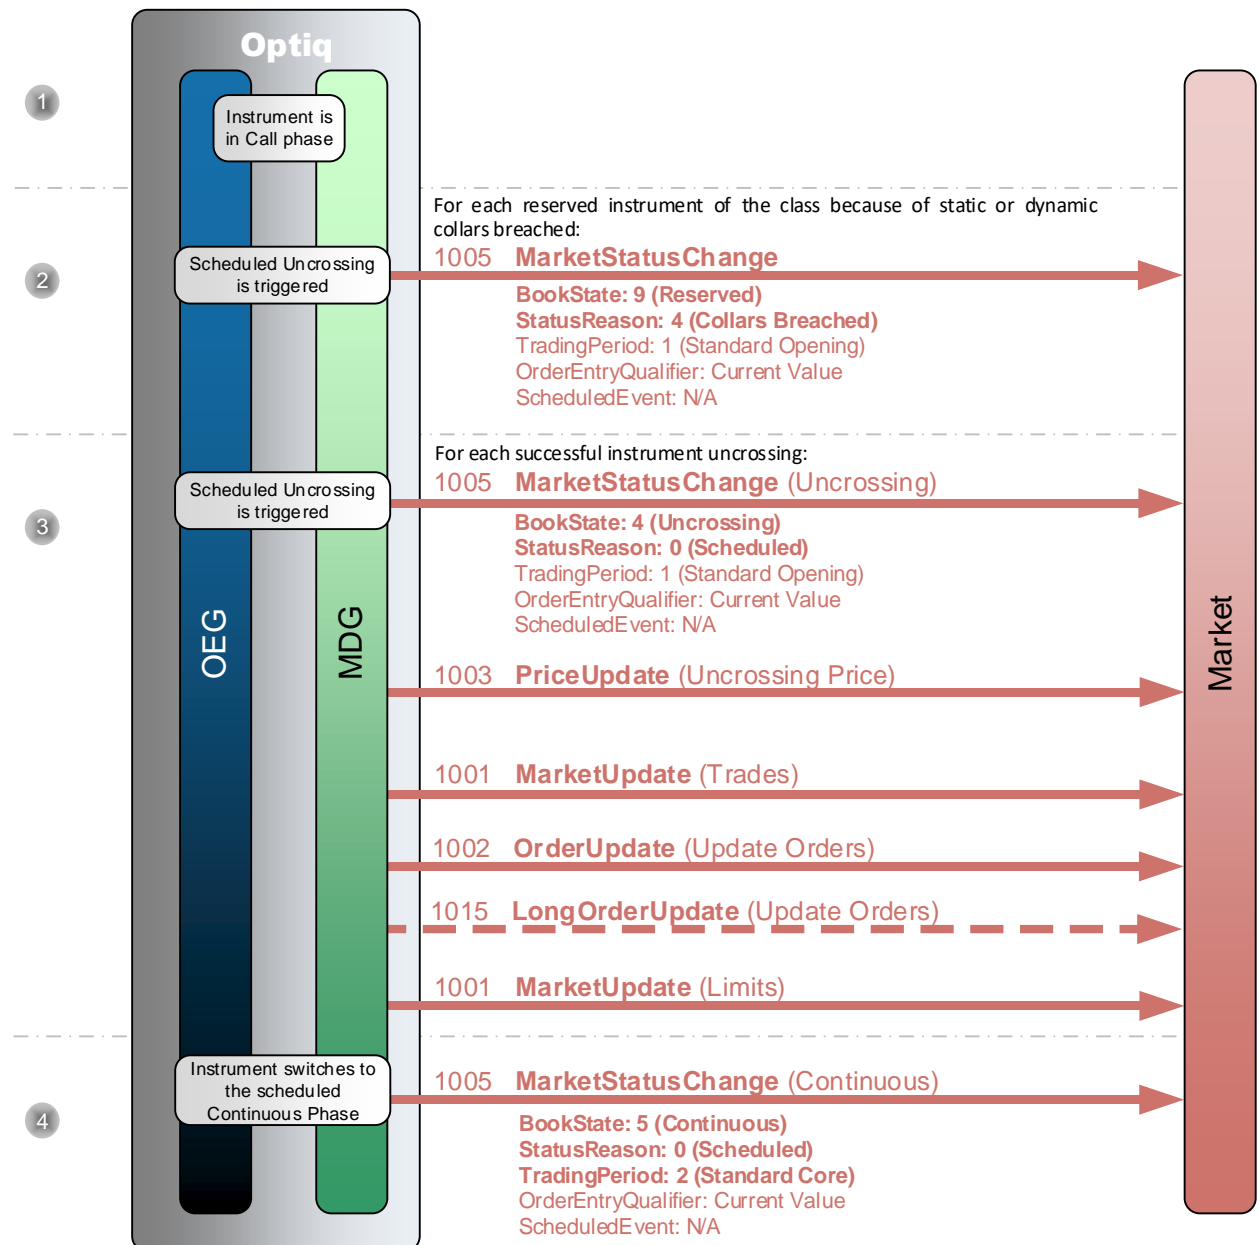 Optiq
1
Instrument is
in Call phase
For each reserved instrument of the class because of static or dynamic
collars breached:
2
Scheduled Uncrossing
is triggered
1005 MarketStatusChange
BookState: 9 (Reserved)
StatusReason: 4 (Collars Breached)
TradingPeriod: 1 (Standard Opening)
OrderEntryQualifier: Current Value
ScheduledEvent: N/A
For each successful instrument uncrossing:
3
Scheduled Uncrossing
is triggered
1005 MarketStatusChange (Uncrossing)
BookState: 4 (Uncrossing)
StatusReason: 0 (Scheduled)
TradingPeriod: 1 (Standard Opening)
OrderEntryQualifier: Current Value
ScheduledEvent: N/A
OEG
MDG
Market
1003 PriceUpdate (Uncrossing Price)
1001 MarketUpdate (Trades)
1002 OrderUpdate (Update Orders)
1015 LongOrderUpdate (Update Orders)
1001 MarketUpdate (Limits)
4
Instrument switches to
the scheduled
Continuous Phase
1005 MarketStatusChange (Continuous)
BookState: 5 (Continuous)
StatusReason: 0 (Scheduled)
TradingPeriod: 2 (Standard Core)
OrderEntryQualifier: Current Value
ScheduledEvent: N/A